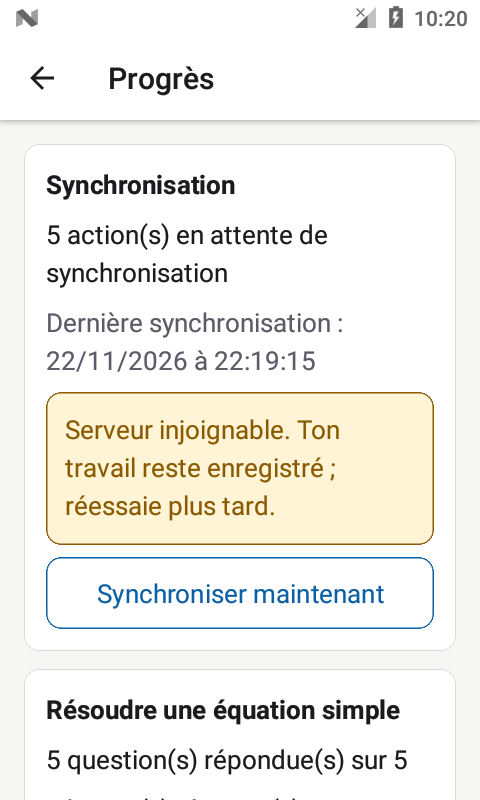 10:20
Progrès
Synchronisation
5 action(s) en attente de
synchronisation
Dernière synchronisation :
22/11/2026 à 22:19:15
Serveur injoignable. Ton
travail reste enregistré ;
réessaie plus tard.
Synchroniser maintenant
Résoudre une équation simple
5 question(s) répondue(s) sur 5